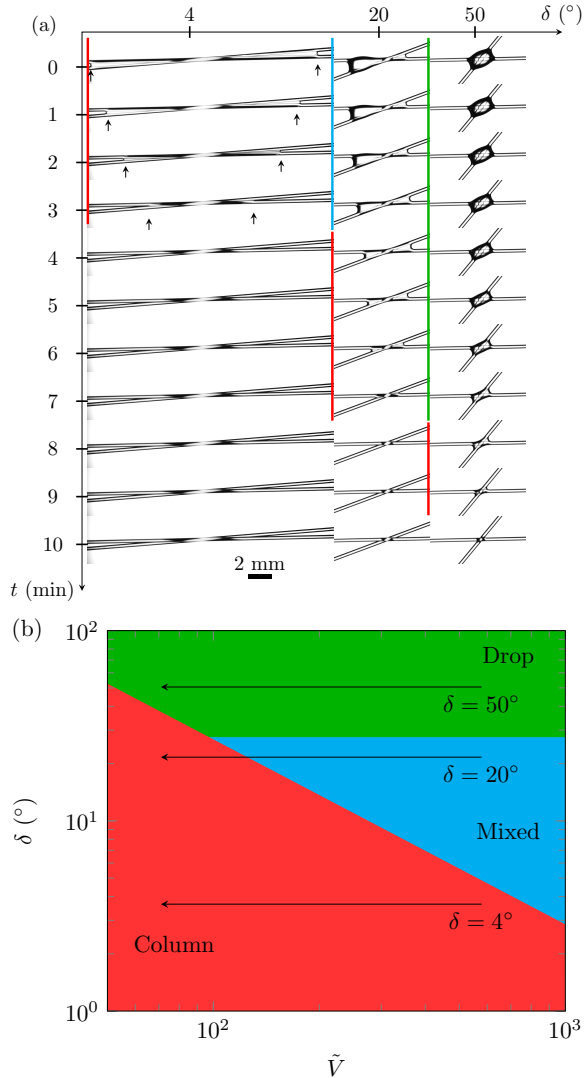 (a)
4 20 50 δ (°)
0
1
2
3
4
5
6
7
8
9
10
2 mm
t (min)
(b)
10²
Drop
δ = 50°
δ = 20°
δ (°)
10¹
Mixed
δ = 4°
Column
10⁰
10² 10³
Ṽ